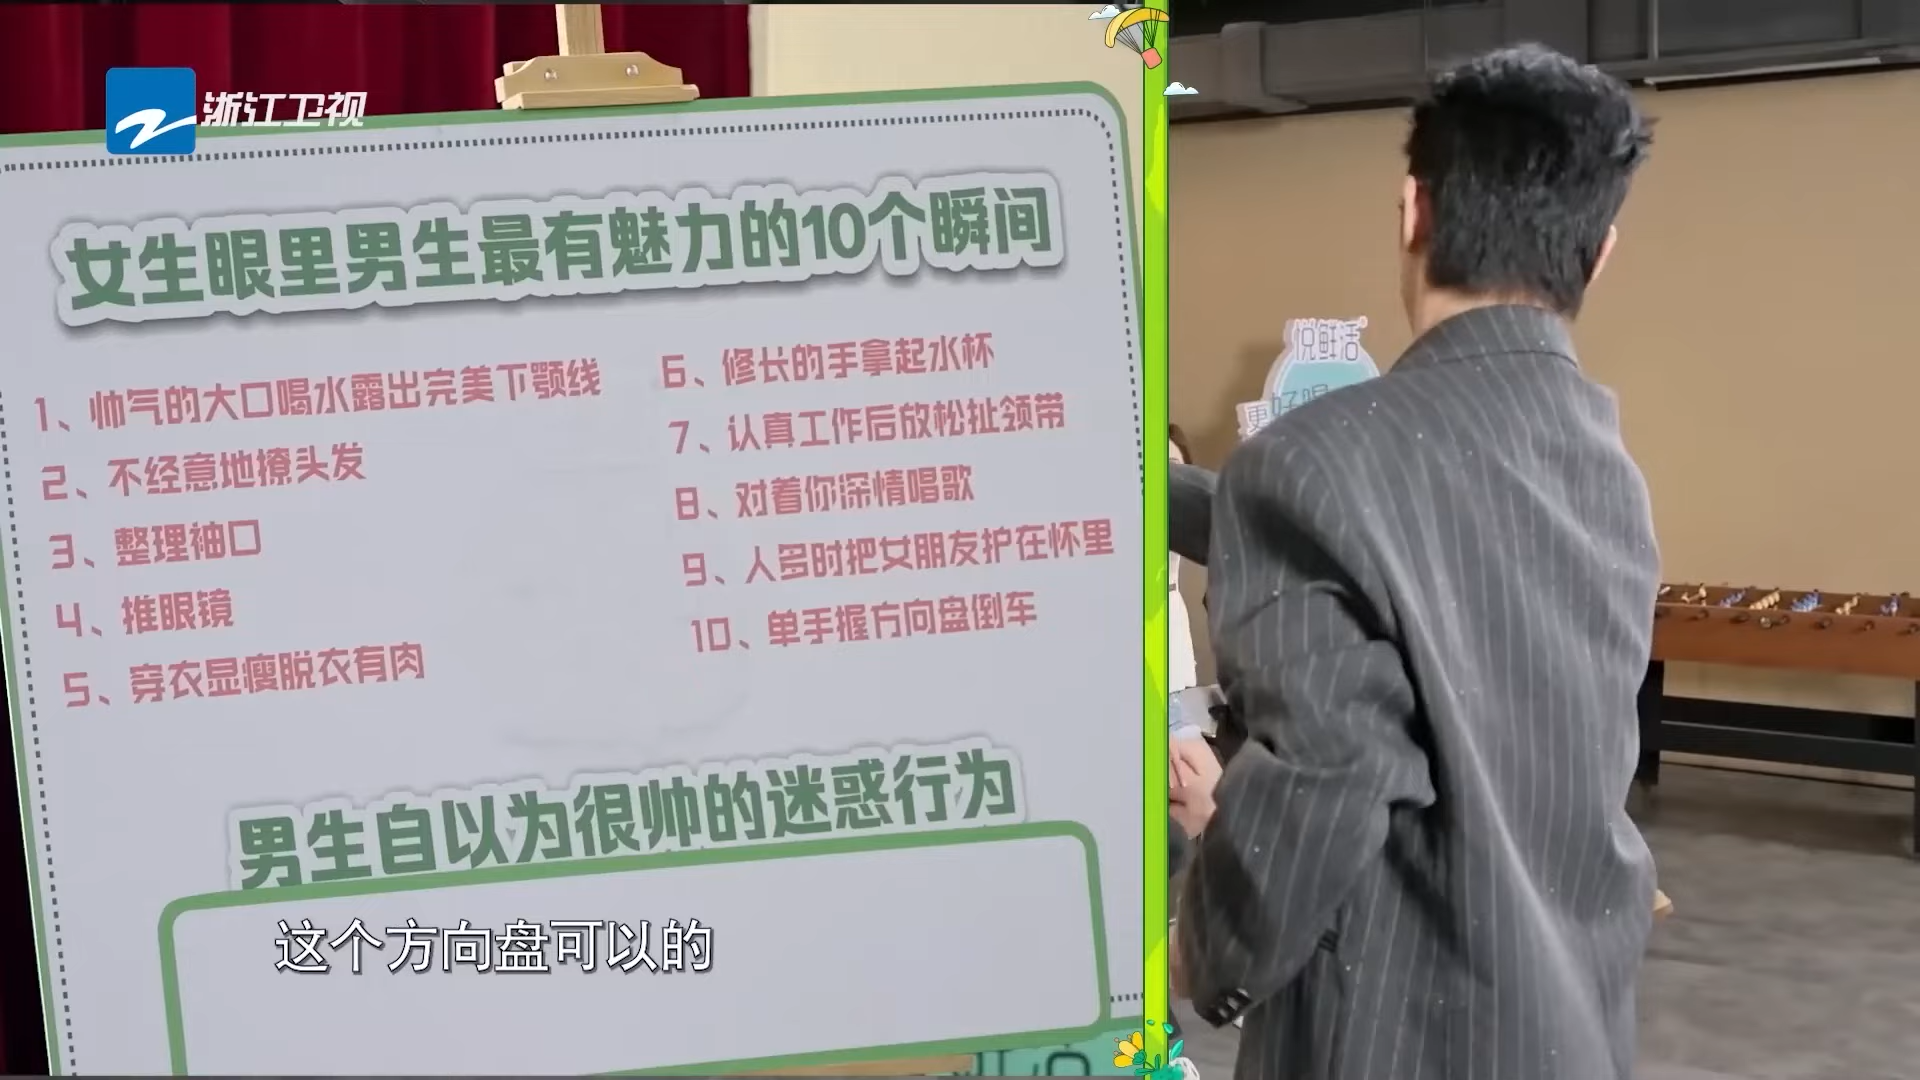 浙江卫视
女生眼里男生最有魅力的10个瞬间
1、帅气的大口喝水露出完美下颚线
2、不经意地撩头发
3、整理袖口
4、推眼镜
5、穿衣显瘦脱衣有肉
6、修长的手拿起水杯
7、认真工作后放松扯领带
8、对着你深情唱歌
9、人多时把女朋友护在怀里
10、单手握方向盘倒车
男生自以为很帅的迷惑行为
这个方向盘可以的
悦鲜活
更好喝